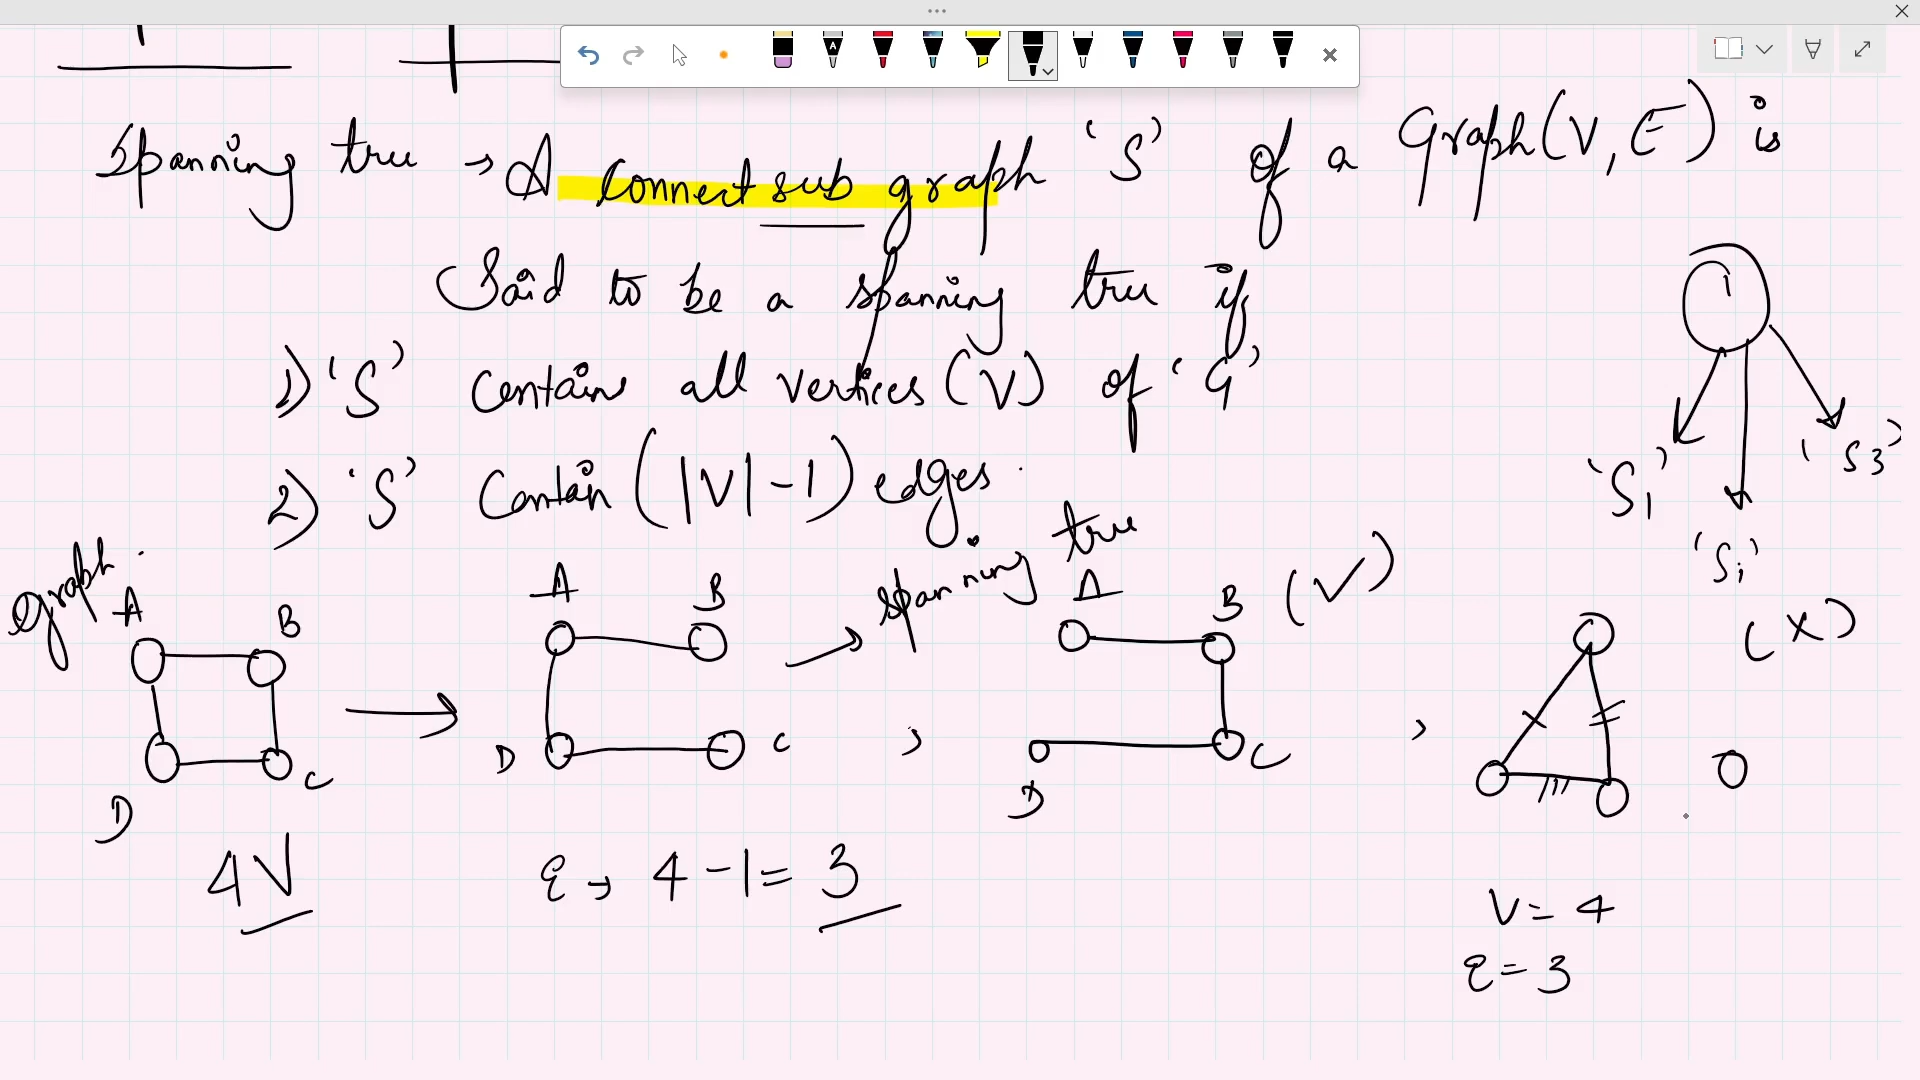 Spanning tree → A connect sub graph 'S' of a Graph(V, E) is
Said to be a spanning tree if
1) 'S' Contains all vertices (V) of 'G'
2) 'S' Contain (|V| - 1) edges.
1
'S1'
'Si'
'S3'
graph
A
B
C
D
4V
A
B
D
C
e → 4 - 1 = 3
spanning tree
A
B
C
D
(✓)
(×)
V = 4
e = 3